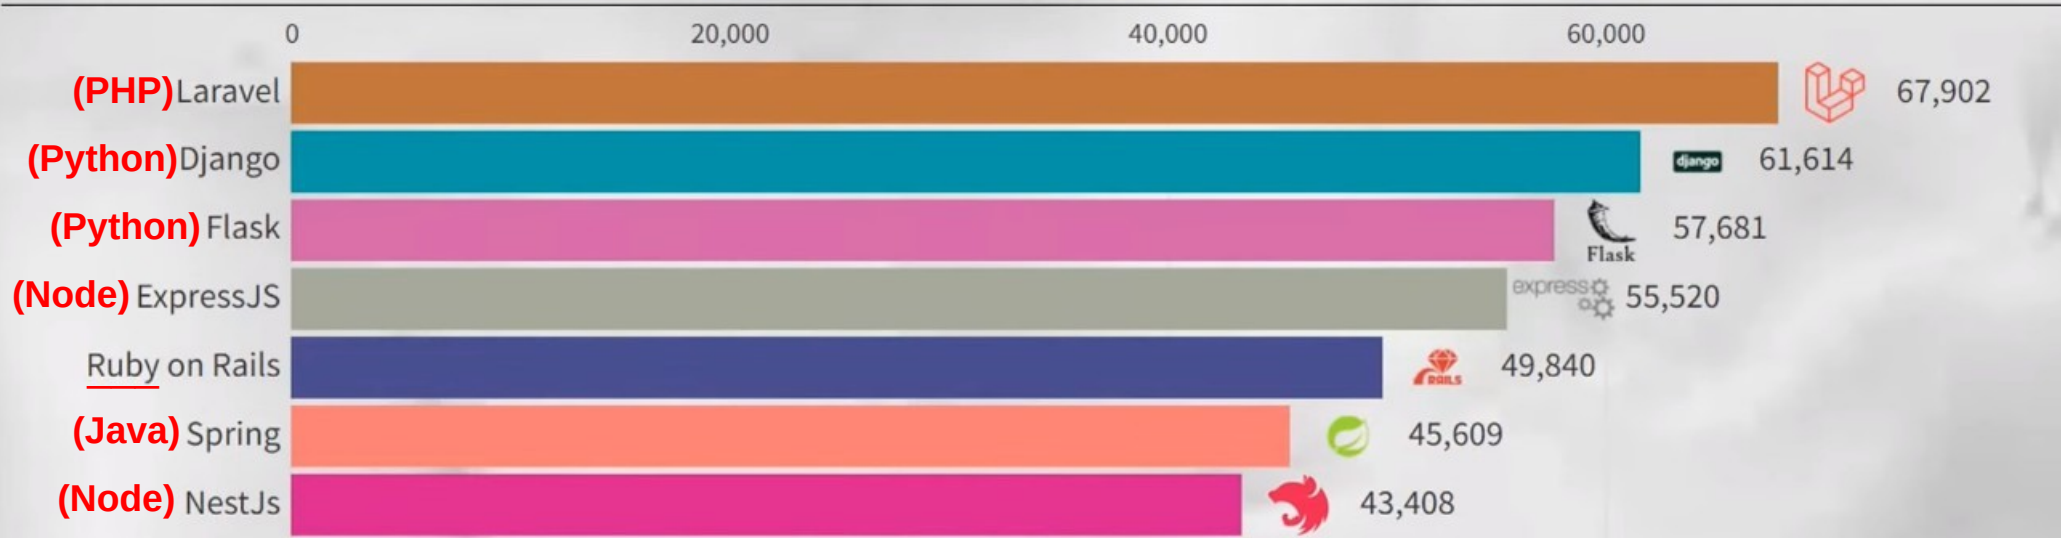 0 20,000 40,000 60,000
(PHP) Laravel 67,902
(Python) Django django 61,614
(Python) Flask Flask 57,681
(Node) ExpressJS express 55,520
Ruby on Rails RAILS 49,840
(Java) Spring 45,609
(Node) NestJs 43,408